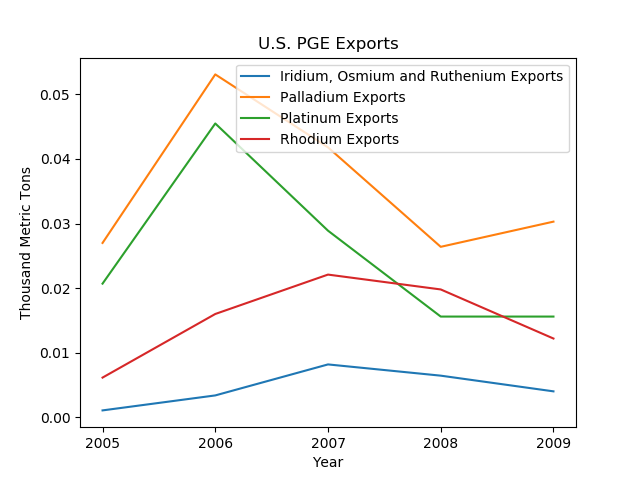 U.S. PGE Exports
Iridium, Osmium and Ruthenium Exports
Palladium Exports
Platinum Exports
Rhodium Exports
Thousand Metric Tons
0.05
0.04
0.03
0.02
0.01
0.00
2005 2006 2007 2008 2009
Year